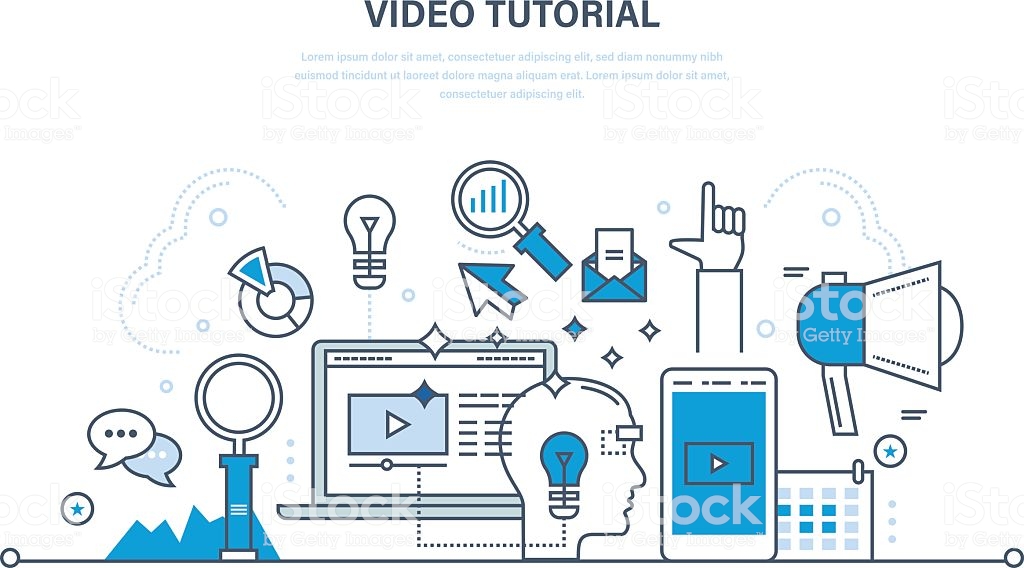 VIDEO TUTORIAL
Lorem ipsum dolor sit amet, consectetuer adipiscing elit, sed diam nonummy nibh
euismod tincidunt ut laoreet dolore magna aliquam erat. Lorem ipsum dolor sit amet,
consectetuer adipiscing elit.
iStock
by Getty Images™